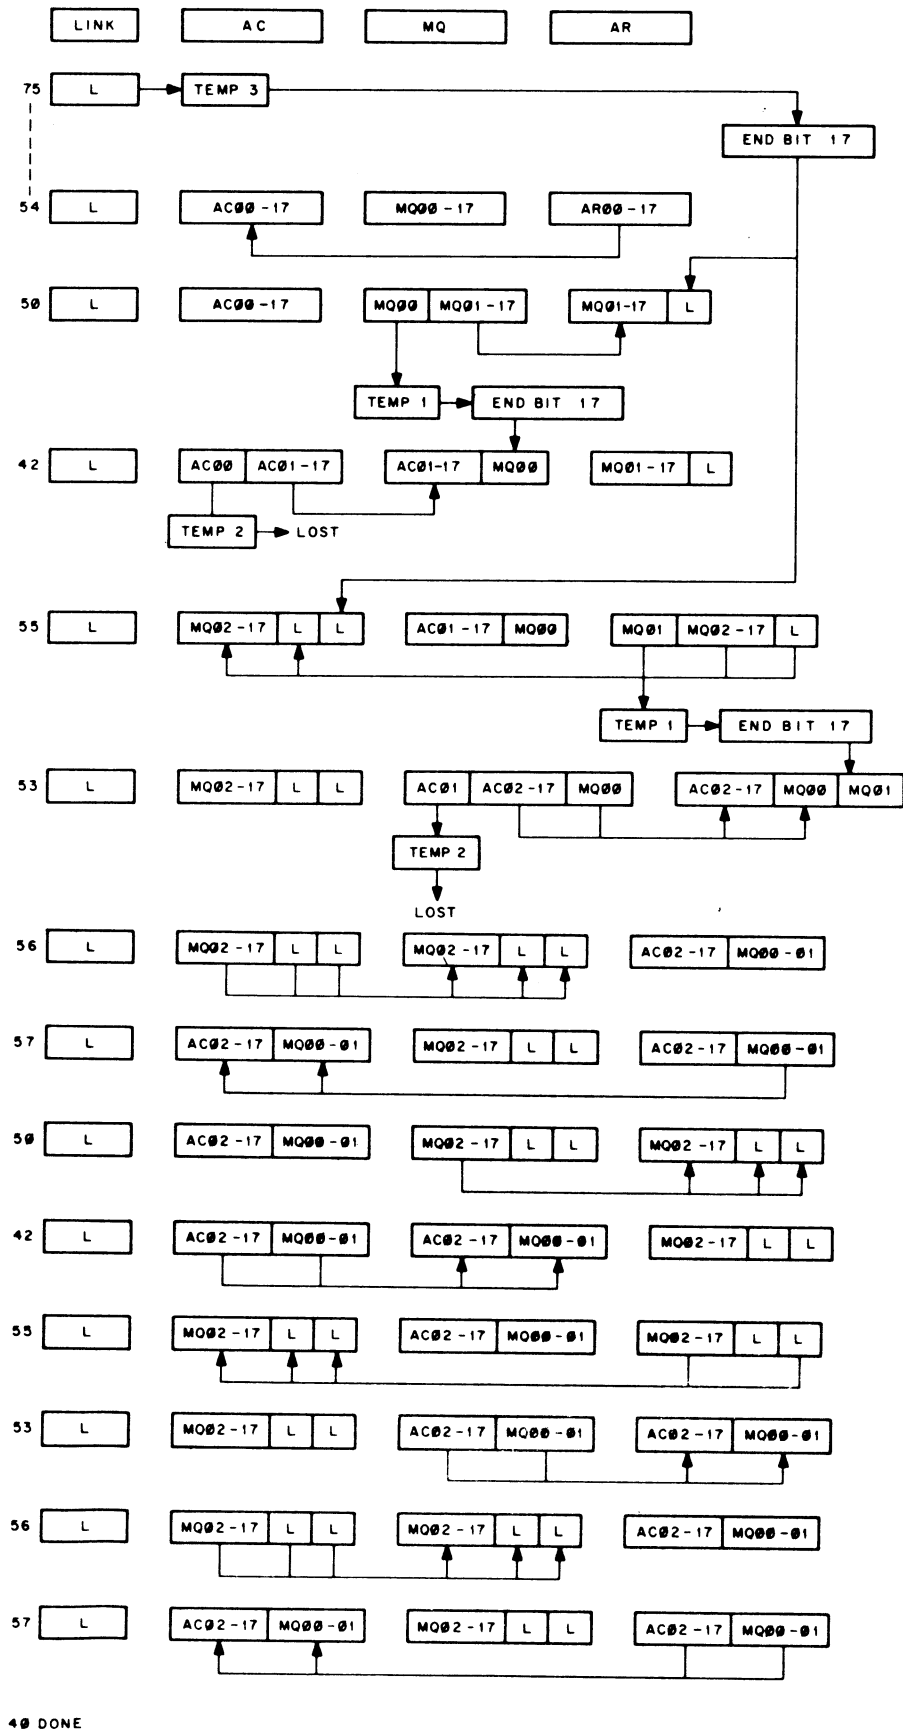 LINK AC MQ AR
75 L TEMP 3
END BIT 17
54 L AC00-17 MQ00-17 AR00-17
50 L AC00-17 MQ00 MQ01-17 MQ01-17 L
TEMP 1 END BIT 17
42 L AC00 AC01-17 AC01-17 MQ00 MQ01-17 L
TEMP 2 LOST
55 L MQ02-17 L L AC01-17 MQ00 MQ01 MQ02-17 L
TEMP 1 END BIT 17
53 L MQ02-17 L L AC01 AC02-17 MQ00 AC02-17 MQ00 MQ01
TEMP 2
LOST
56 L MQ02-17 L L MQ02-17 L L AC02-17 MQ00-01
57 L AC02-17 MQ00-01 MQ02-17 L L AC02-17 MQ00-01
50 L AC02-17 MQ00-01 MQ02-17 L L MQ02-17 L L
42 L AC02-17 MQ00-01 AC02-17 MQ00-01 MQ02-17 L L
55 L MQ02-17 L L AC02-17 MQ00-01 MQ02-17 L L
53 L MQ02-17 L L AC02-17 MQ00-01 AC02-17 MQ00-01
56 L MQ02-17 L L MQ02-17 L L AC02-17 MQ00-01
57 L AC02-17 MQ00-01 MQ02-17 L L AC02-17 MQ00-01
40 DONE